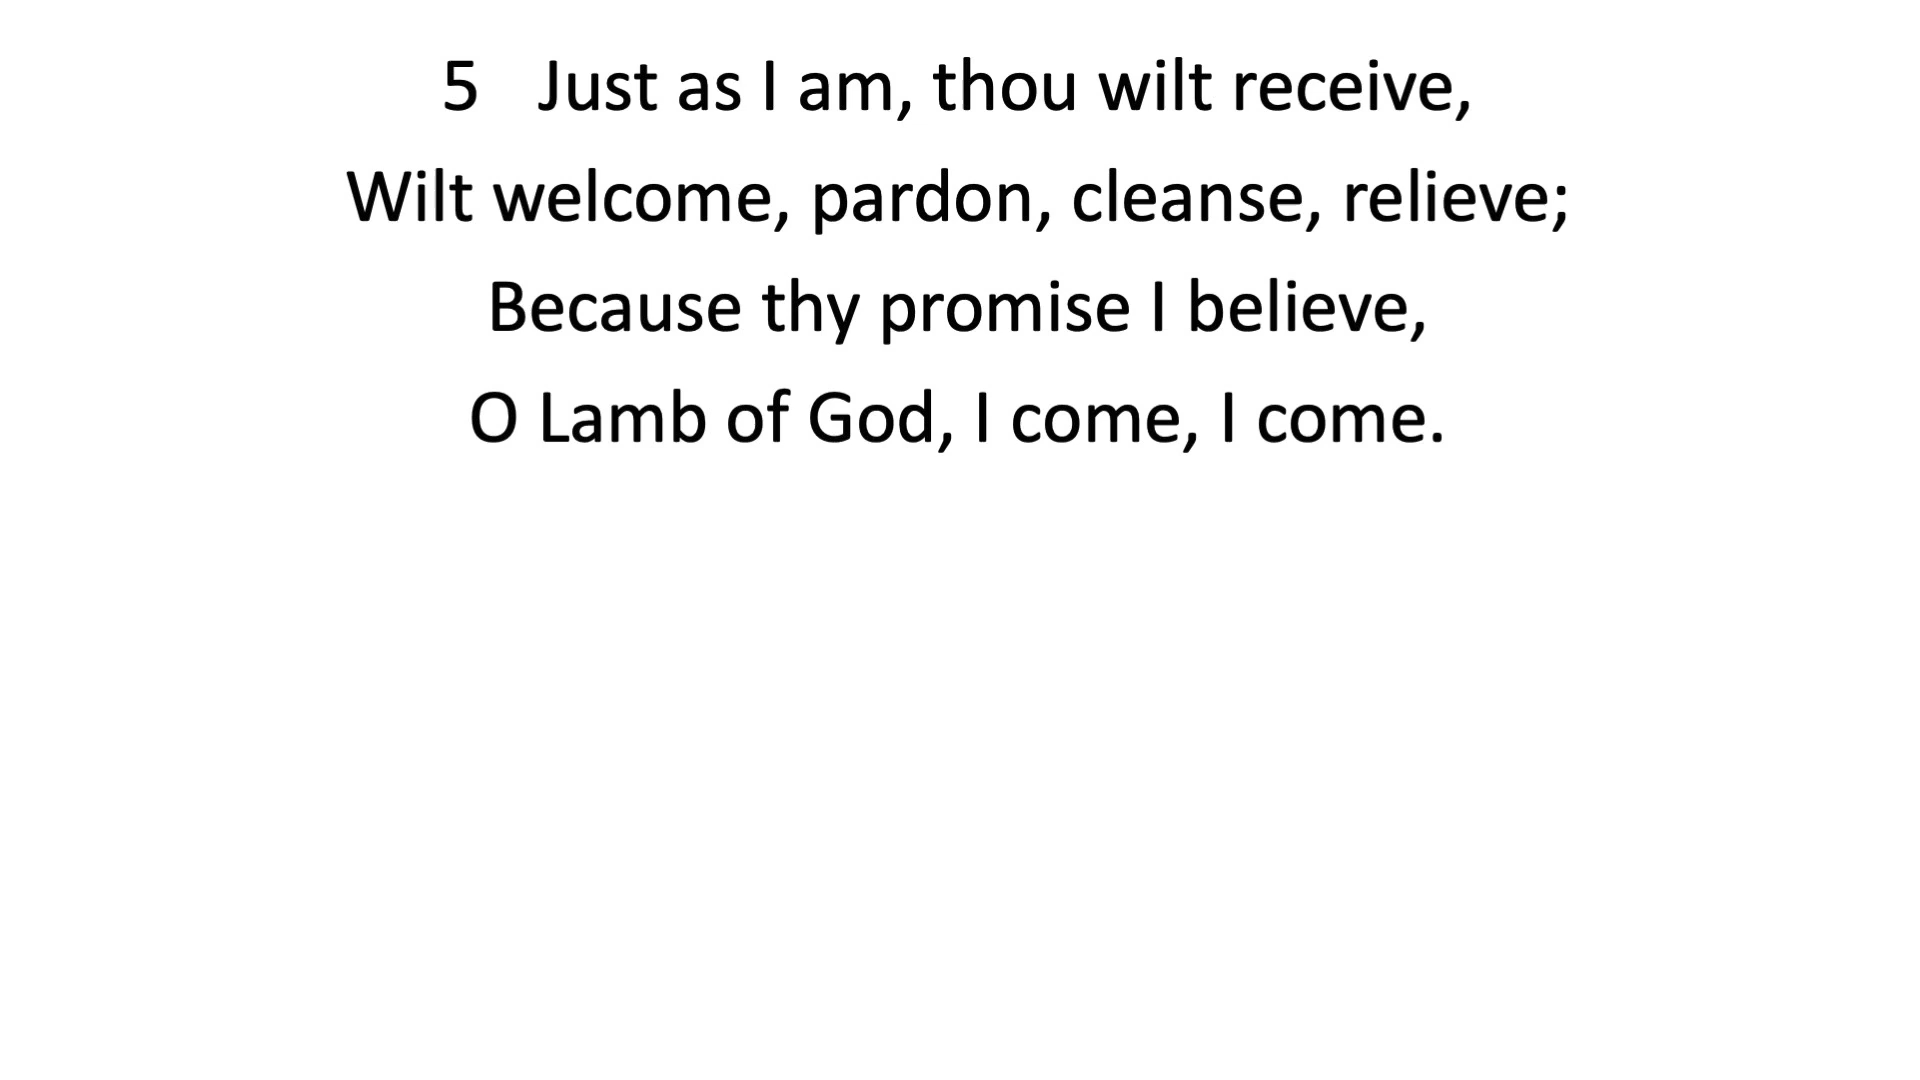 5 Just as I am, thou wilt receive,
Wilt welcome, pardon, cleanse, relieve;
Because thy promise I believe,
O Lamb of God, I come, I come.